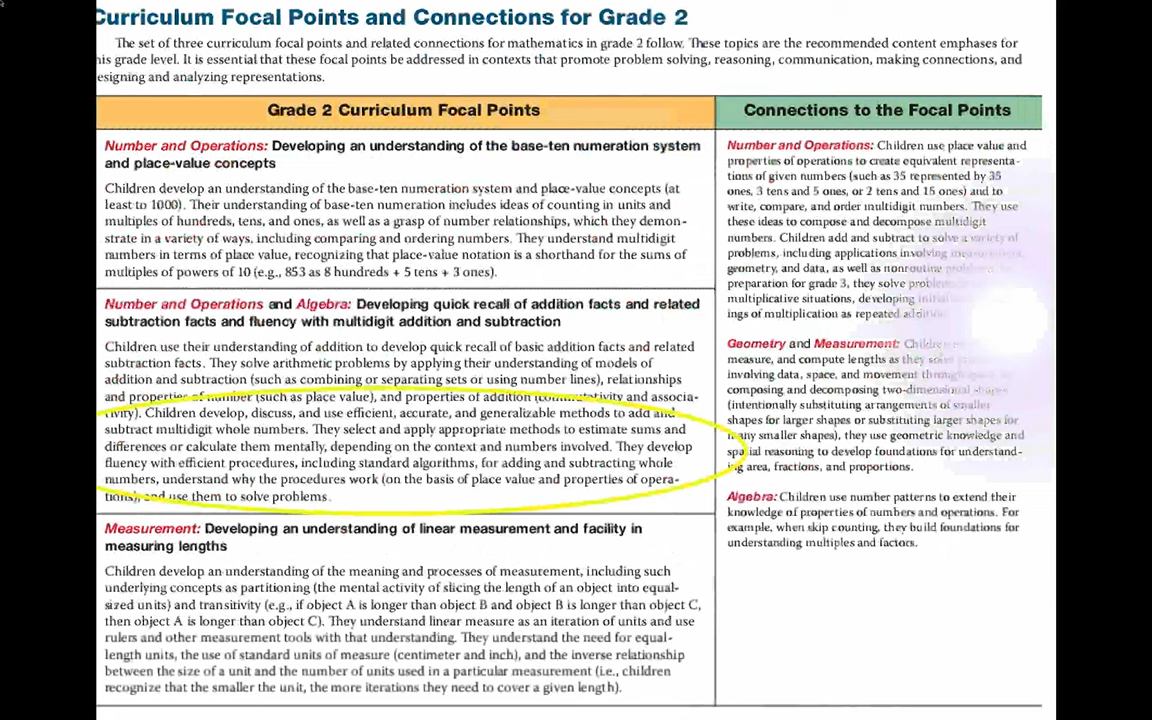 Curriculum Focal Points and Connections for Grade 2
The set of three curriculum focal points and related connections for mathematics in grade 2 follow. These topics are the recommended content emphases for
his grade level. It is essential that these focal points be addressed in contexts that promote problem solving, reasoning, communication, making connections, and
esigning and analyzing representations.
Grade 2 Curriculum Focal Points
Number and Operations: Developing an understanding of the base-ten numeration system
and place-value concepts
Children develop an understanding of the base-ten numeration system and place-value concepts (at
least to 1000). Their understanding of base-ten numeration includes ideas of counting in units and
multiples of hundreds, tens, and ones, as well as a grasp of number relationships, which they demon-
strate in a variety of ways, including comparing and ordering numbers. They understand multidigit
numbers in terms of place value, recognizing that place-value notation is a shorthand for the sums of
multiples of powers of 10 (e.g., 853 as 8 hundreds + 5 tens + 3 ones).
Number and Operations and Algebra: Developing quick recall of addition facts and related
subtraction facts and fluency with multidigit addition and subtraction
Children use their understanding of addition to develop quick recall of basic addition facts and related
subtraction facts. They solve arithmetic problems by applying their understanding of models of
addition and subtraction (such as combining or separating sets or using number lines), relationships
and properties of number (such as place value), and properties of addition (commutativity and associa-
tivity). Children develop, discuss, and use efficient, accurate, and generalizable methods to add and
subtract multidigit whole numbers. They select and apply appropriate methods to estimate sums and
differences or calculate them mentally, depending on the context and numbers involved. They develop
fluency with efficient procedures, including standard algorithms, for adding and subtracting whole
numbers, understand why the procedures work (on the basis of place value and properties of opera-
tions), and use them to solve problems.
Measurement: Developing an understanding of linear measurement and facility in
measuring lengths
Children develop an understanding of the meaning and processes of measurement, including such
underlying concepts as partitioning (the mental activity of slicing the length of an object into equal-
sized units) and transitivity (e.g., if object A is longer than object B and object B is longer than object C,
then object A is longer than object C). They understand linear measure as an iteration of units and use
rulers and other measurement tools with that understanding. They understand the need for equal-
length units, the use of standard units of measure (centimeter and inch), and the inverse relationship
between the size of a unit and the number of units used in a particular measurement (i.e., children
recognize that the smaller the unit, the more iterations they need to cover a given length).
Connections to the Focal Points
Number and Operations: Children use place value and
properties of operations to create equivalent representa-
tions of given numbers (such as 35 represented by 35
ones, 3 tens and 5 ones, or 2 tens and 15 ones) and to
write, compare, and order multidigit numbers. They use
these ideas to compose and decompose multidigit
numbers. Children add and subtract to solve a variety of
problems, including applications involving measurement,
geometry, and data, as well as nonroutine problems. In
preparation for grade 3, they solve problems
multiplicative situations, developing initial
ings of multiplication as repeated addition.
Geometry and Measurement: Children
measure, and compute lengths as they solve
involving data, space, and movement through space.
composing and decomposing two-dimensional shapes
(intentionally substituting arrangements of smaller
shapes for larger shapes or substituting larger shapes for
many smaller shapes), they use geometric knowledge and
spatial reasoning to develop foundations for understand-
ing area, fractions, and proportions.
Algebra: Children use number patterns to extend their
knowledge of properties of numbers and operations. For
example, when skip counting, they build foundations for
understanding multiples and factors.